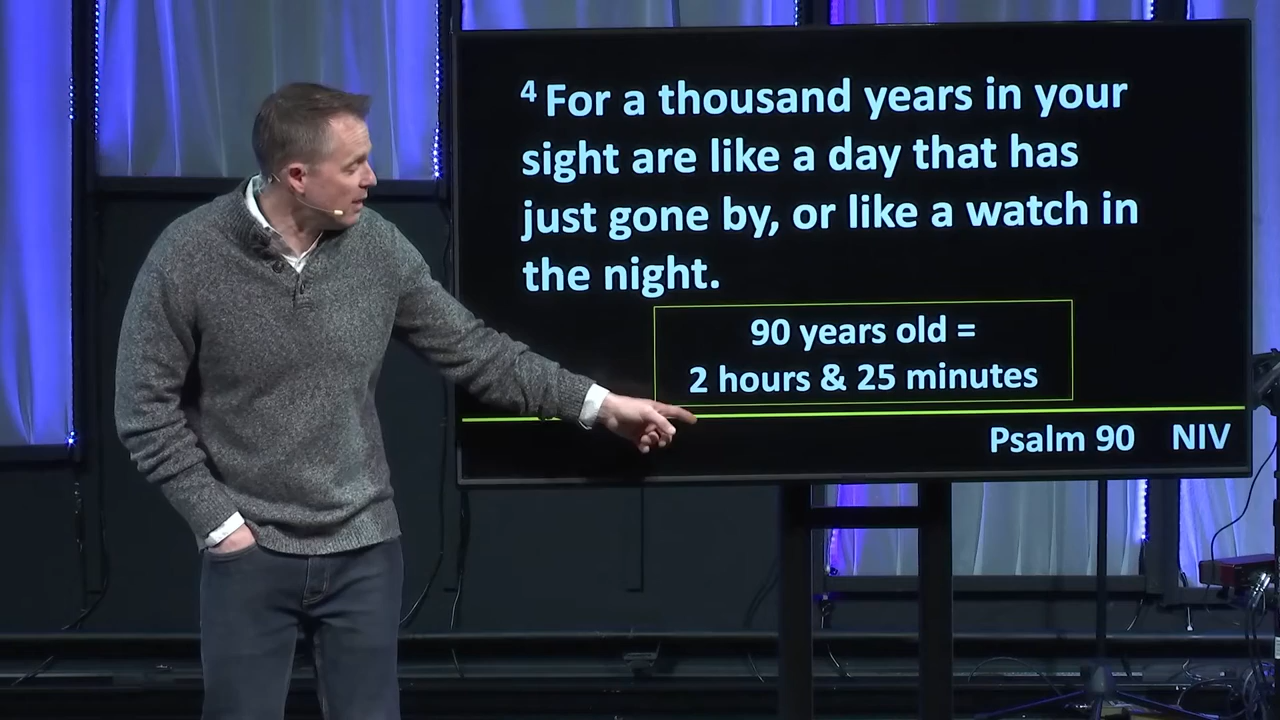 4 For a thousand years in your
sight are like a day that has
just gone by, or like a watch in
the night.
90 years old =
2 hours & 25 minutes
Psalm 90 NIV